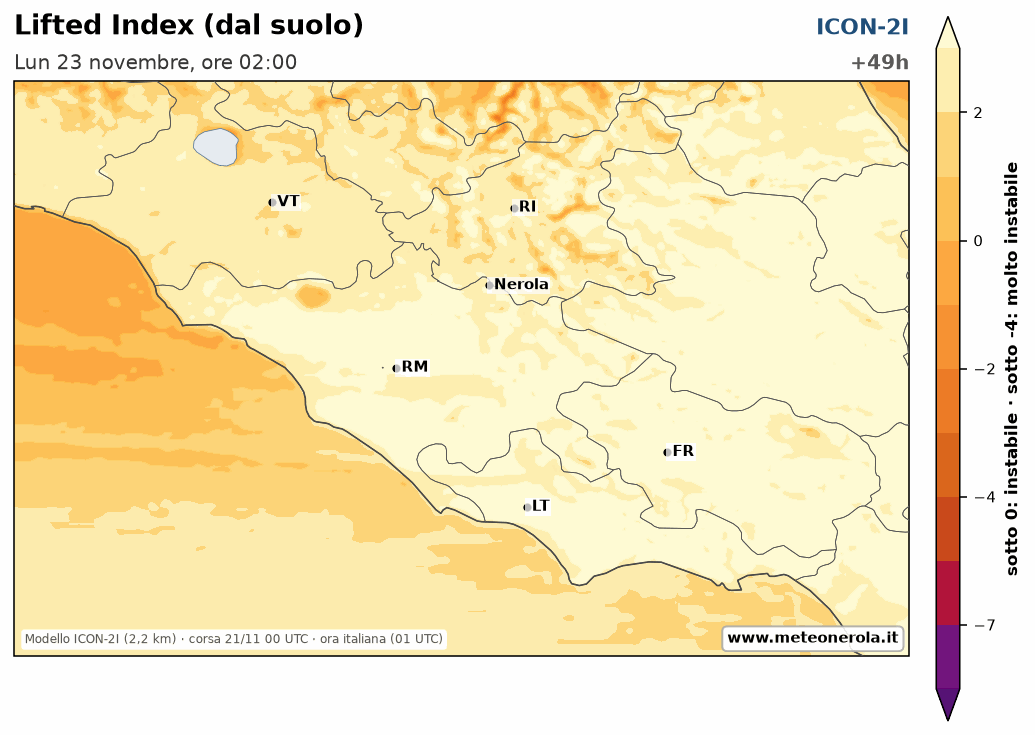 Lifted Index (dal suolo)
ICON-2I
Lun 23 novembre, ore 02:00
+49h
VT
RI
Nerola
RM
FR
LT
2
0
−2
−4
−7
sotto 0: instabile · sotto -4: molto instabile
Modello ICON-2I (2,2 km) · corsa 21/11 00 UTC · ora italiana (01 UTC)
www.meteonerola.it